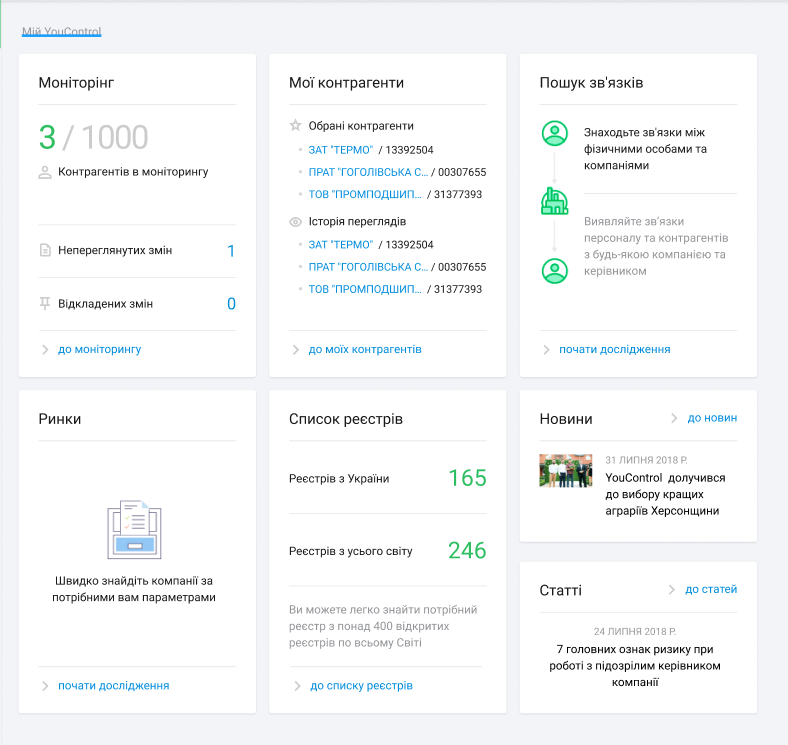 Мій YouControl
Моніторінг
3 / 1000
Контрагентів в моніторингу
Непереглянутих змін 1
Відкладених змін 0
до моніторингу
Мої контрагенти
Обрані контрагенти
ЗАТ "ТЕРМО" / 13392504
ПРАТ "ГОГОЛІВСЬКА С... / 00307655
ТОВ "ПРОМПОДШИП... / 31377393
Історія переглядів
ЗАТ "ТЕРМО" / 13392504
ПРАТ "ГОГОЛІВСЬКА С... / 00307655
ТОВ "ПРОМПОДШИП... / 31377393
до моїх контрагентів
Пошук зв'язків
Знаходьте зв'язки між
фізичними особами та
компаніями
Виявляйте зв'язки
персоналу та контрагентів
з будь-якою компанією та
керівником
почати дослідження
Ринки
Швидко знайдіть компанії за
потрібними вам параметрами
почати дослідження
Список реєстрів
Реєстрів з України 165
Реєстрів з усього світу 246
Ви можете легко знайти потрібний
реєстр з понад 400 відкритих
реєстрів по всьому Світі
до списку реєстрів
Новини
до новин
31 ЛИПНЯ 2018 Р.
YouControl долучився
до вибору кращих
аграріїв Херсонщини
Статті
до статей
24 ЛИПНЯ 2018 Р.
7 головних ознак ризику при
роботі з підозрілим керівником
компанії